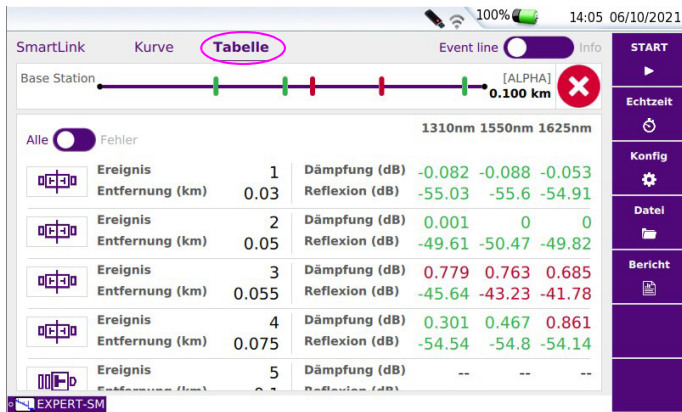 100% 14:05 06/10/2021
SmartLink Kurve Tabelle Event line Info
START
Base Station [ALPHA]
0.100 km
Echtzeit
Alle Fehler 1310nm 1550nm 1625nm
Konfig
Ereignis 1 Dämpfung (dB) -0.082 -0.088 -0.053
Entfernung (km) 0.03 Reflexion (dB) -55.03 -55.6 -54.91
Datei
Ereignis 2 Dämpfung (dB) 0.001 0 0
Entfernung (km) 0.05 Reflexion (dB) -49.61 -50.47 -49.82
Bericht
Ereignis 3 Dämpfung (dB) 0.779 0.763 0.685
Entfernung (km) 0.055 Reflexion (dB) -45.64 -43.23 -41.78
Ereignis 4 Dämpfung (dB) 0.301 0.467 0.861
Entfernung (km) 0.075 Reflexion (dB) -54.54 -54.8 -54.14
Ereignis 5 Dämpfung (dB) -- -- --
Entfernung (km) 0.1 Reflexion (dB)
EXPERT-SM